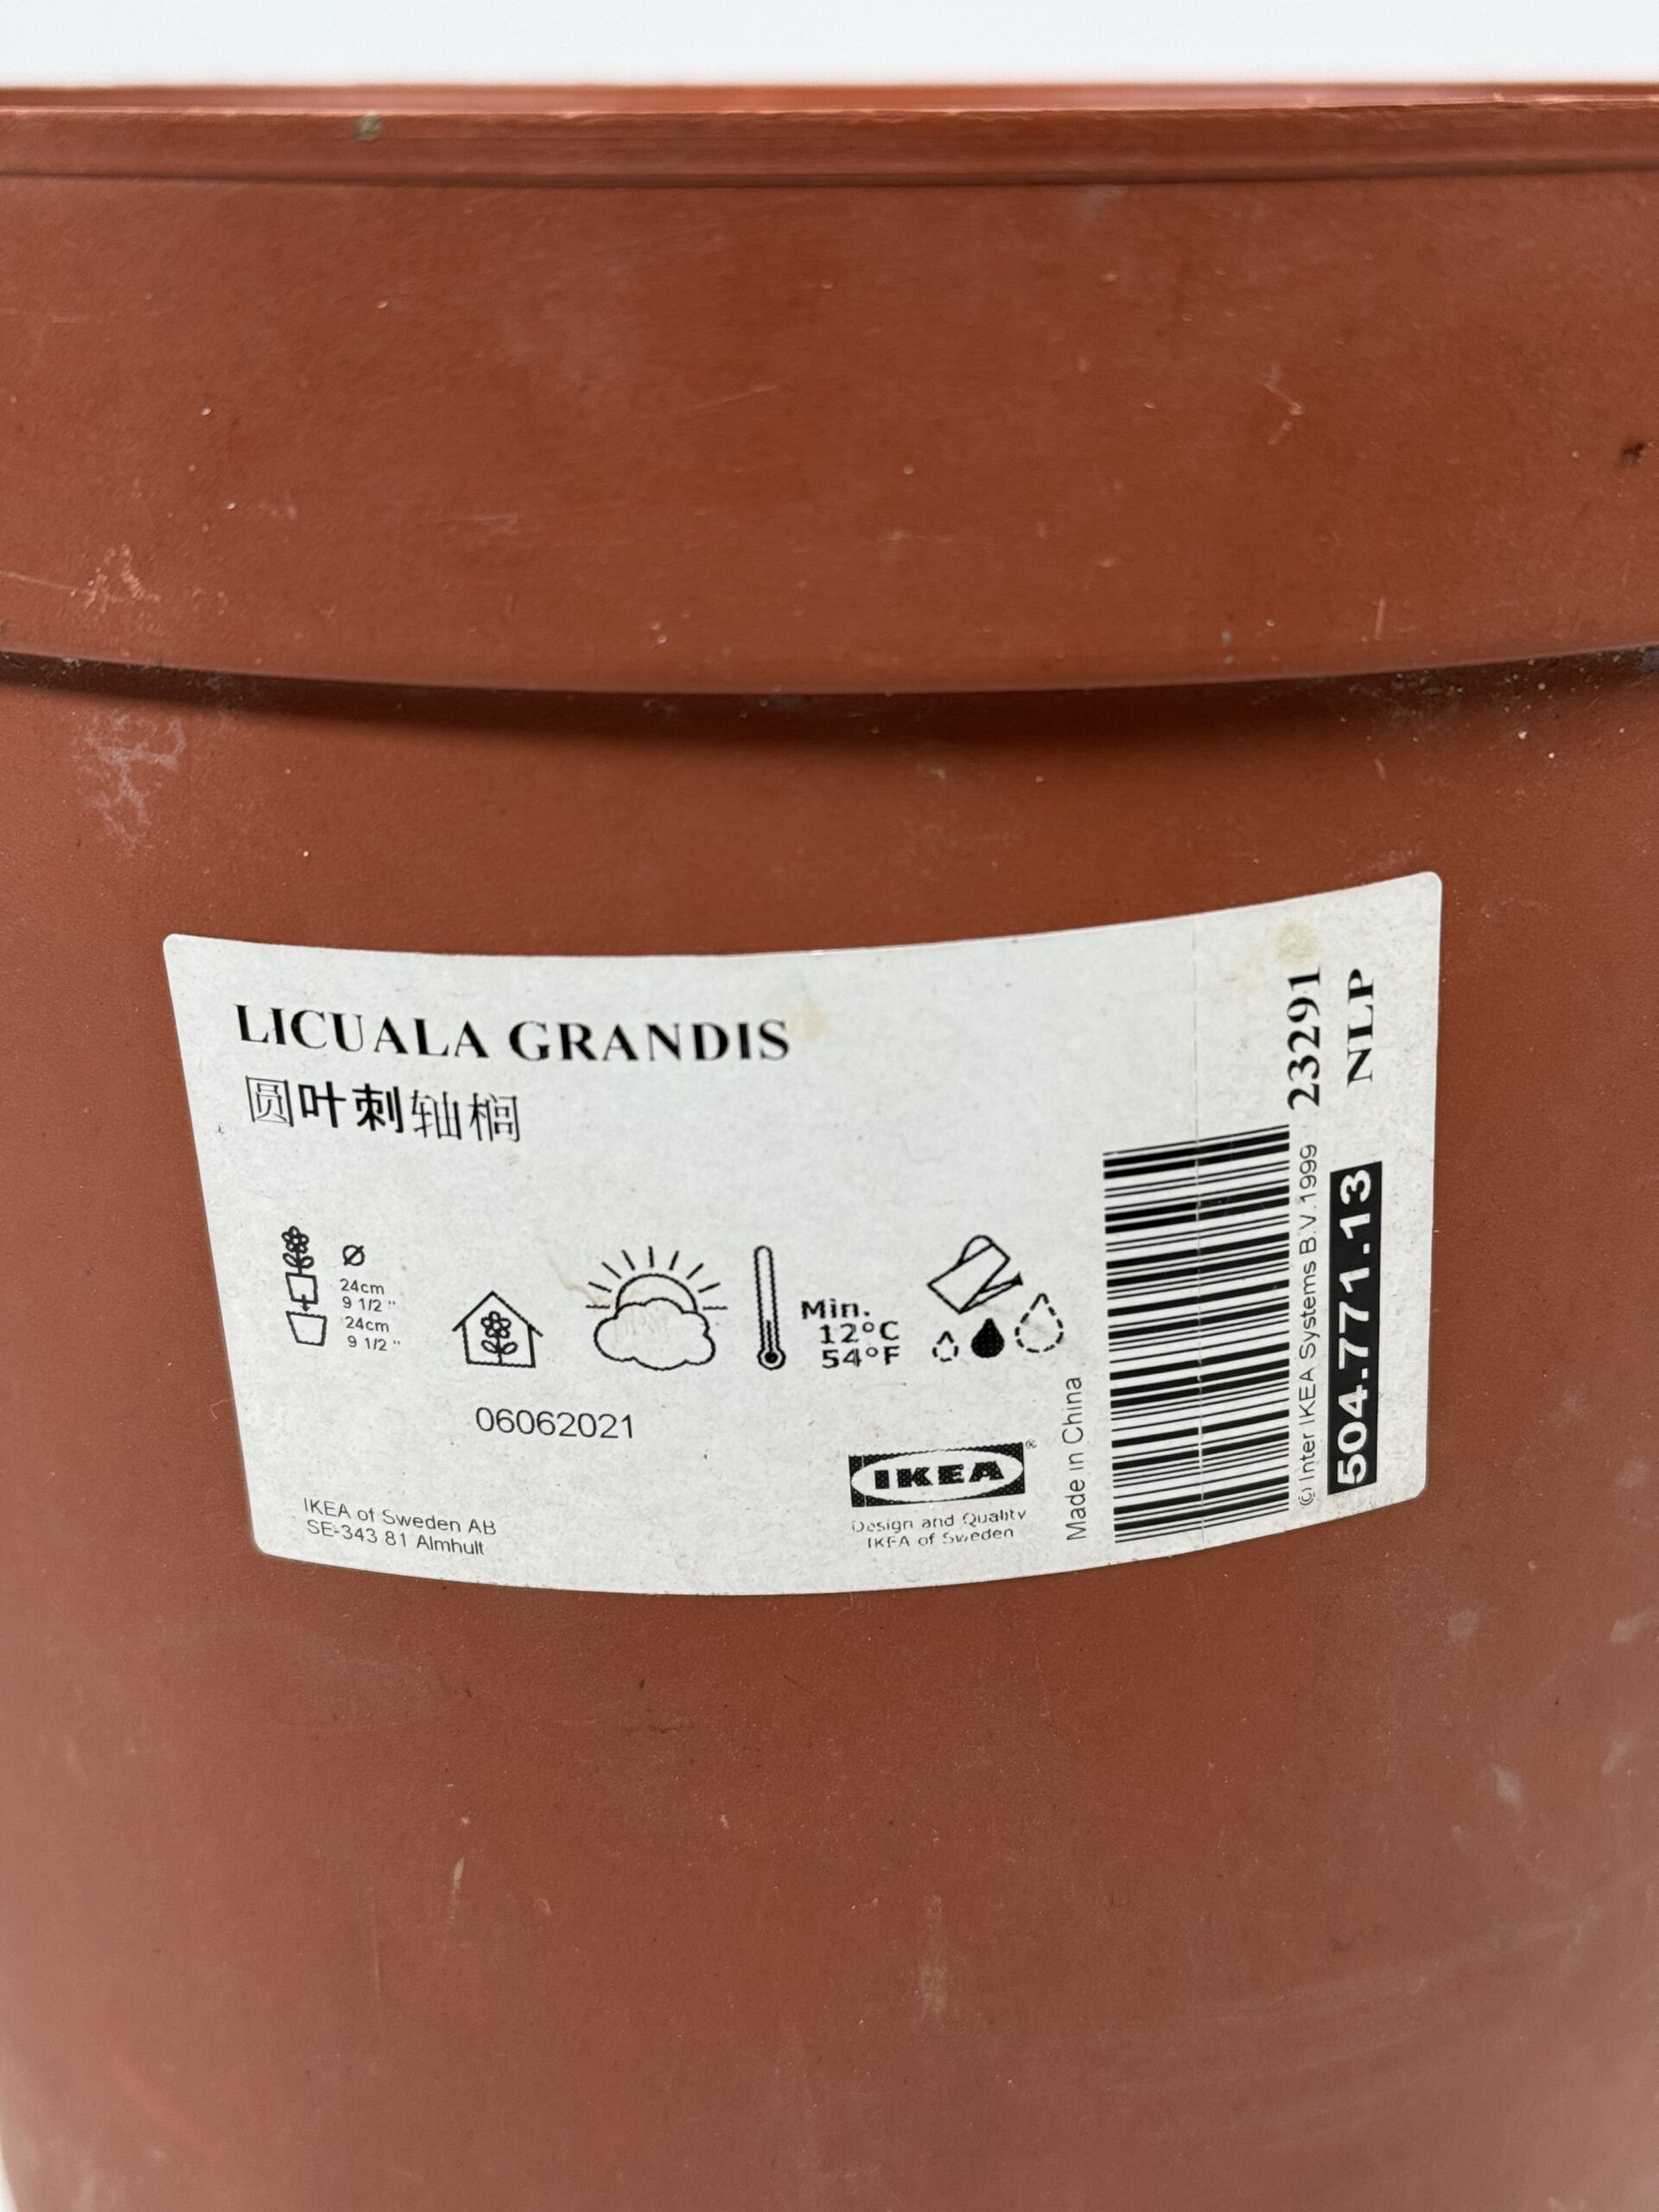 LICUALA GRANDIS
圆叶刺轴榈
Ø
24cm
9 1/2 "
24cm
9 1/2 "
Min.
12°C
54°F
06062021
IKEA of Sweden AB
SE-343 81 Älmhult
IKEA®
Design and Quality
IKEA of Sweden
Made in China
© Inter IKEA Systems B.V. 1999
23291
504.771.13
NLP